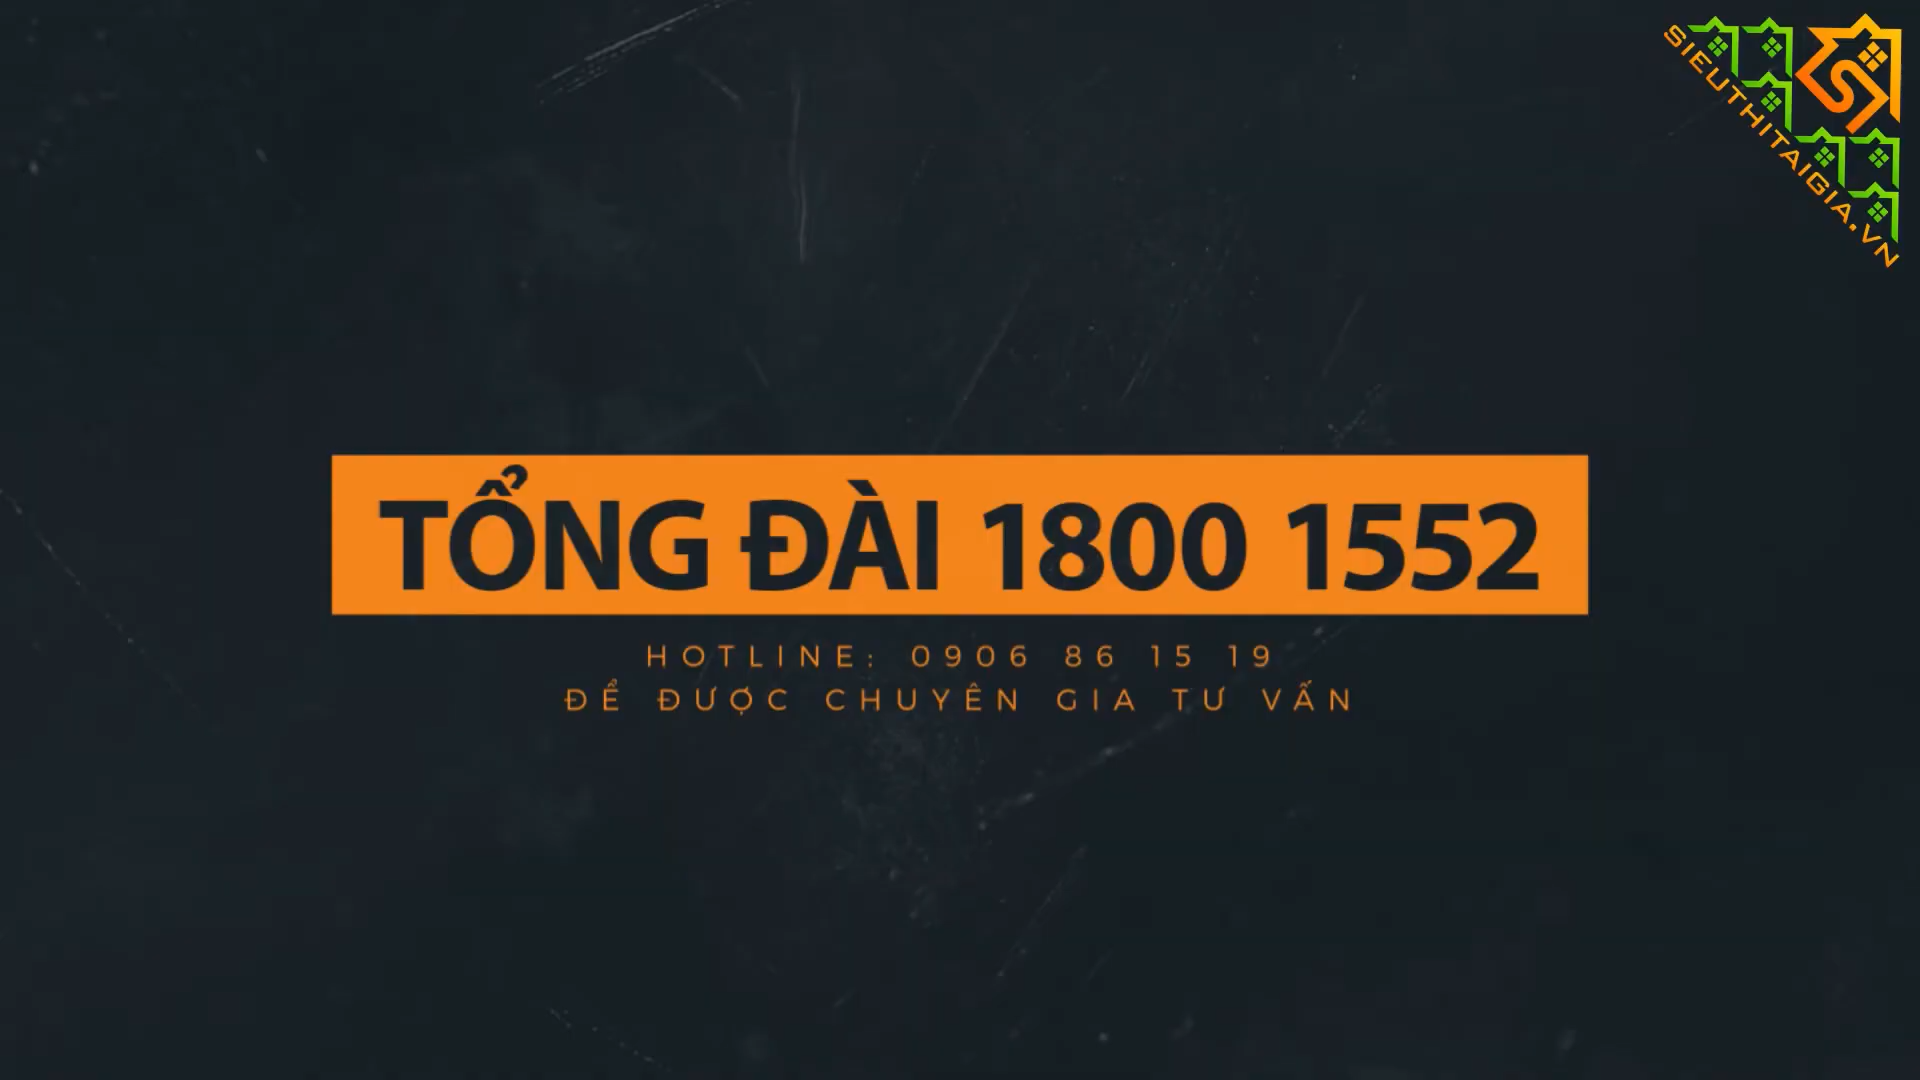 SIEUTHITAIGIA.VN
TỔNG ĐÀI 1800 1552
HOTLINE: 0906 86 15 19
ĐỂ ĐƯỢC CHUYÊN GIA TƯ VẤN